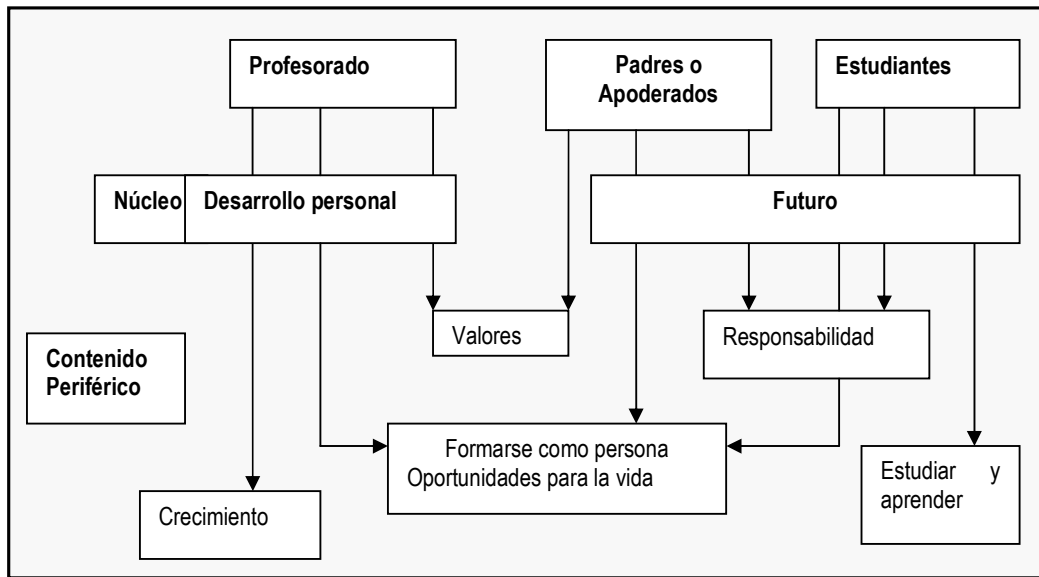 Profesorado
Padres o
Apoderados
Estudiantes
Núcleo
Desarrollo personal
Futuro
Valores
Responsabilidad
Contenido
Periférico
Formarse como persona
Oportunidades para la vida
Estudiar y
aprender
Crecimiento